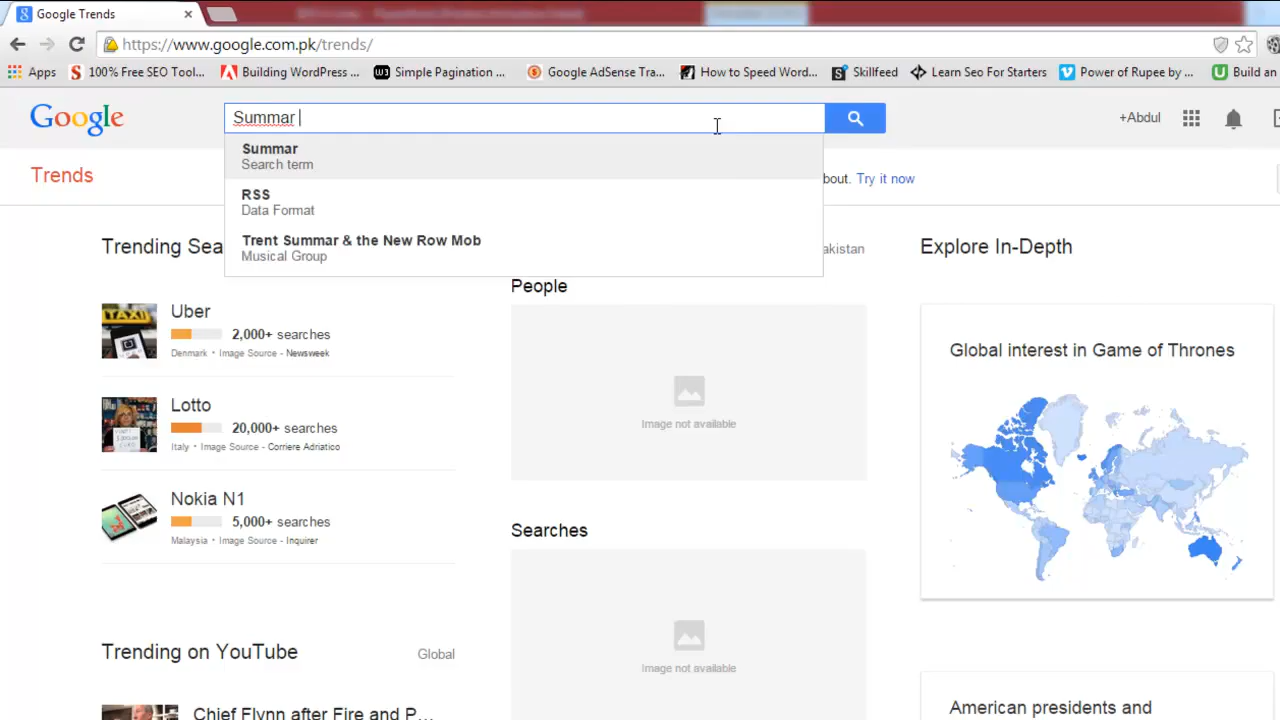 Google Trends
https://www.google.com.pk/trends/
Apps
100% Free SEO Tool...
Building WordPress ...
Simple Pagination ...
Google AdSense Tra...
How to Speed Word...
Skillfeed
Learn Seo For Starters
Power of Rupee by ...
Build an
Google
Summar
+Abdul
Summar
Search term
Trends
bout. Try it now
RSS
Data Format
Trent Summar & the New Row Mob
Musical Group
Trending Sea
akistan
Explore In-Depth
People
Uber
2,000+ searches
Denmark • Image Source - Newsweek
Global interest in Game of Thrones
Lotto
20,000+ searches
Italy • Image Source - Corriere Adriatico
Image not available
Nokia N1
5,000+ searches
Malaysia • Image Source - Inquirer
Searches
Image not available
Trending on YouTube
Global
Chief Flynn after Fire and P...
American presidents and